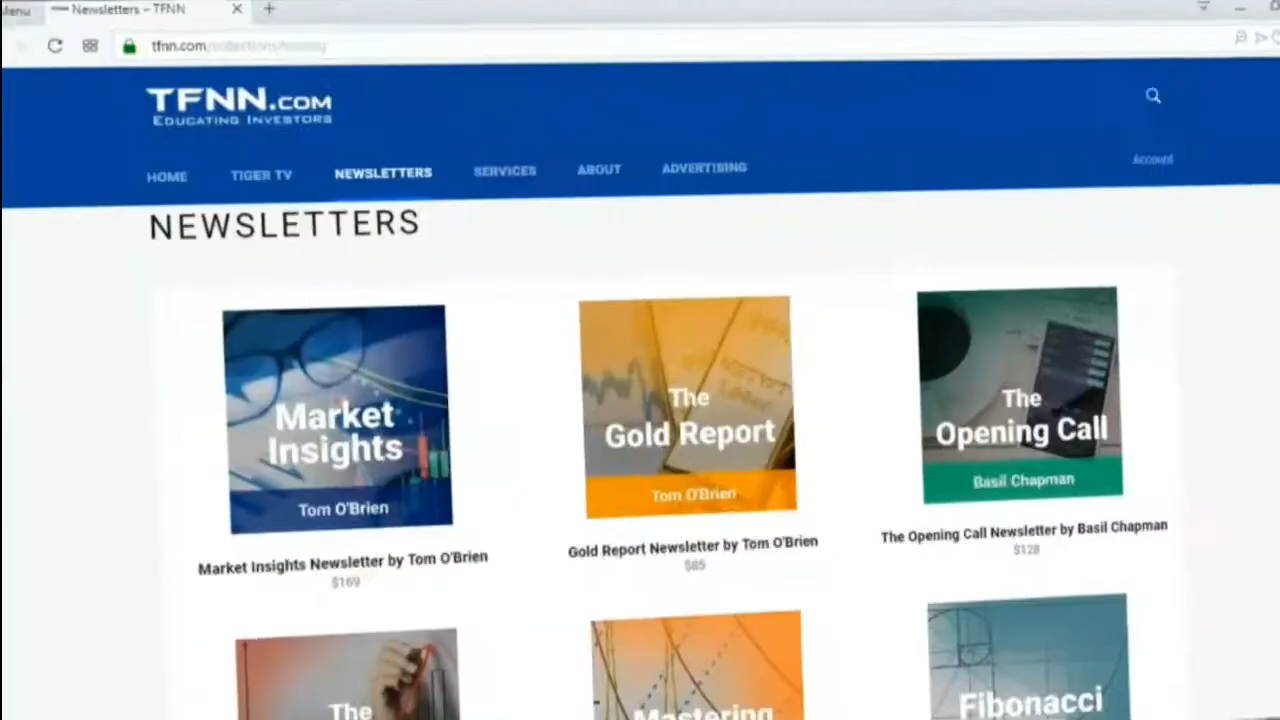 Menu
Newsletters – TFNN
tfnn.com
TFNN.COM
EDUCATING INVESTORS
Account
HOME
TIGER TV
NEWSLETTERS
SERVICES
ABOUT
ADVERTISING
NEWSLETTERS
Market
Insights
Tom O'Brien
Market Insights Newsletter by Tom O'Brien
$169
The
Gold Report
Tom O'Brien
Gold Report Newsletter by Tom O'Brien
The
Opening Call
Basil Chapman
The Opening Call Newsletter by Basil Chapman
$128
The
Mastering
Fibonacci